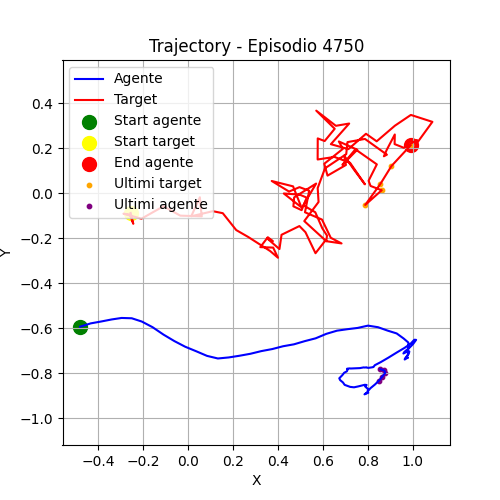 Trajectory - Episodio 4750
Agente
Target
Start agente
Start target
End agente
Ultimi target
Ultimi agente
0.4
0.2
0.0
−0.2
−0.4
−0.6
−0.8
−1.0
Y
−0.4 −0.2 0.0 0.2 0.4 0.6 0.8 1.0
X